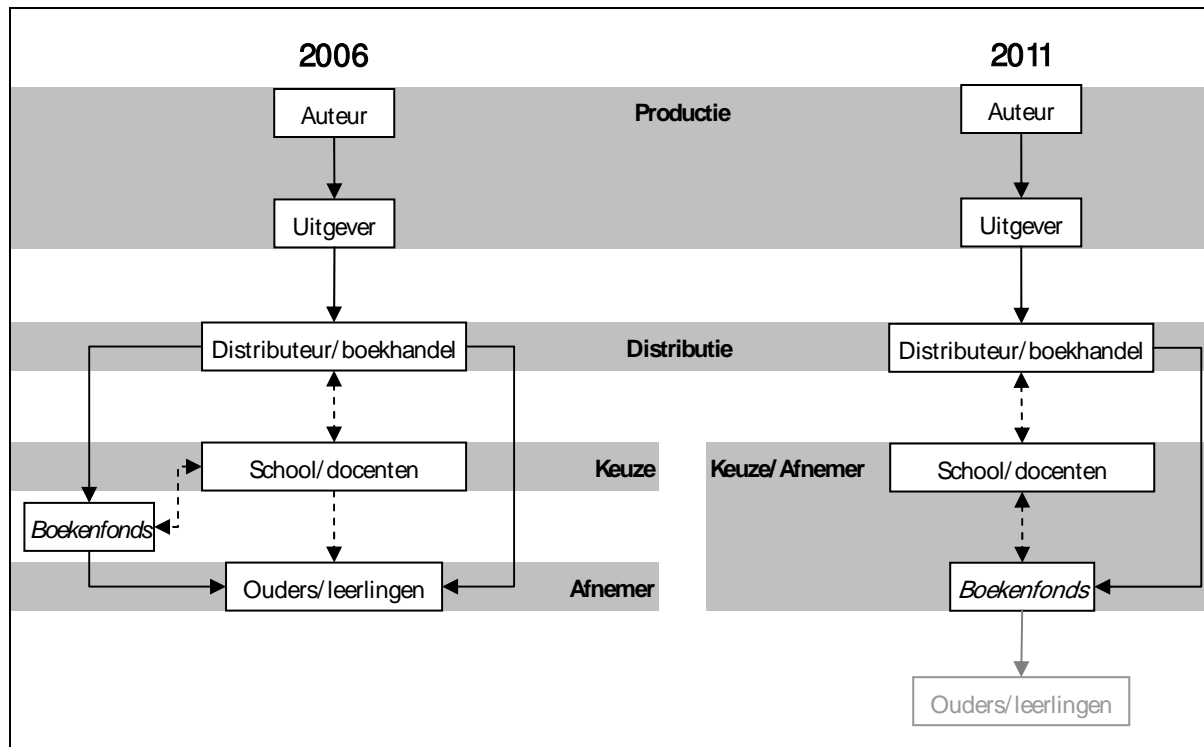 2006
2011
Auteur
Productie
Auteur
Uitgever
Uitgever
Distributeur/boekhandel
Distributie
Distributeur/boekhandel
School/docenten
Keuze
Keuze/Afnemer
School/docenten
Boekenfonds
Ouders/leerlingen
Afnemer
Boekenfonds
Ouders/leerlingen